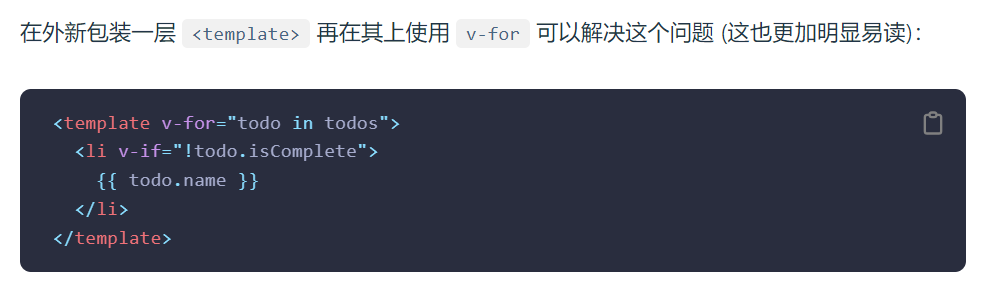 在外新包装一层 <template> 再在其上使用 v-for 可以解决这个问题 (这也更加明显易读)：
<template v-for="todo in todos">
  <li v-if="!todo.isComplete">
    {{ todo.name }}
  </li>
</template>